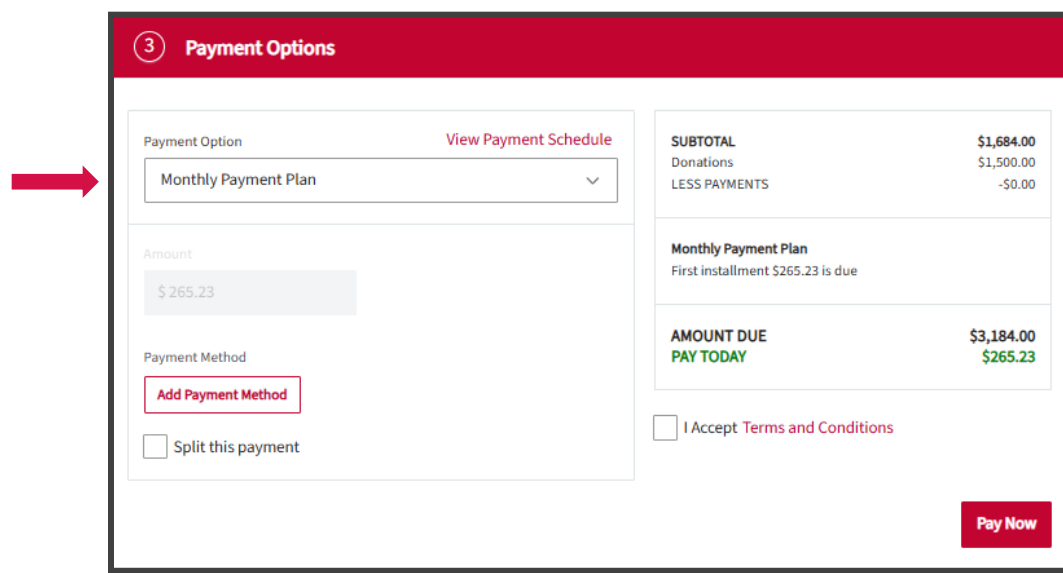 3 Payment Options
Payment Option View Payment Schedule
Monthly Payment Plan
Amount
$ 265.23
Payment Method
Add Payment Method
Split this payment
SUBTOTAL $1,684.00
Donations $1,500.00
LESS PAYMENTS -$0.00
Monthly Payment Plan
First installment $265.23 is due
AMOUNT DUE $3,184.00
PAY TODAY $265.23
I Accept Terms and Conditions
Pay Now